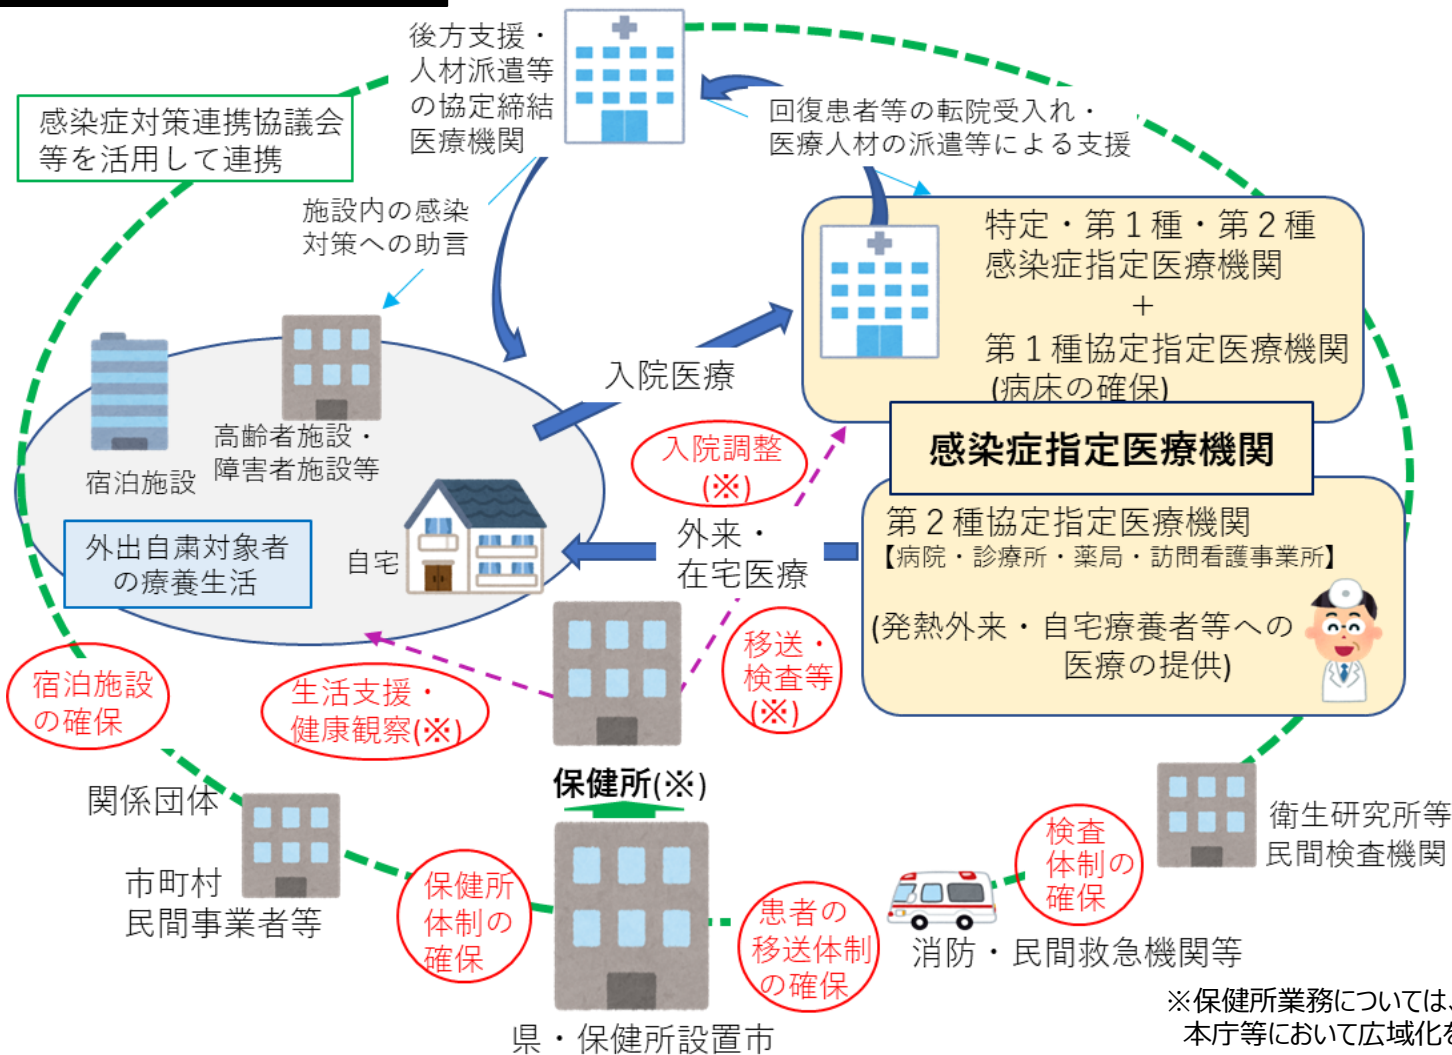 後方支援・
人材派遣等
の協定締結
医療機関
感染症対策連携協議会
等を活用して連携
回復患者等の転院受入れ・
医療人材の派遣等による支援
施設内の感染
対策への助言
特定・第１種・第２種
感染症指定医療機関
＋
第１種協定指定医療機関
(病床の確保)
入院医療
高齢者施設・
障害者施設等
宿泊施設
入院調整
(※)
感染症指定医療機関
外出自粛対象者
の療養生活
自宅
外来・
在宅医療
第２種協定指定医療機関
【病院・診療所・薬局・訪問看護事業所】
(発熱外来・自宅療養者等への
医療の提供)
宿泊施設
の確保
生活支援・
健康観察(※)
移送・
検査等
(※)
保健所(※)
関係団体
市町村
民間事業者等
保健所
体制の
確保
患者の
移送体制
の確保
検査
体制の
確保
衛生研究所等
民間検査機関
消防・民間救急機関等
県・保健所設置市
※保健所業務については、
本庁等において広域化を